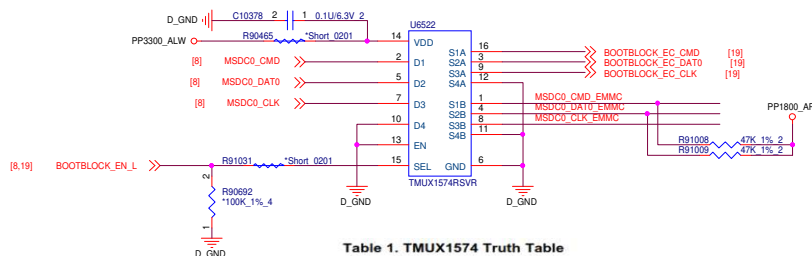 D_GND
C10378
2
1
0.1U/6.3V_2
U6522
PP3300_ALW
R90465
*Short_0201
14
VDD
S1A
16
BOOTBLOCK_EC_CMD
[19]
[8]
MSDC0_CMD
2
D1
S2A
3
BOOTBLOCK_EC_DAT0
[19]
S3A
9
BOOTBLOCK_EC_CLK
[19]
[8]
MSDC0_DAT0
5
D2
S4A
12
[8]
MSDC0_CLK
7
D3
S1B
1
MSDC0_CMD_EMMC
S2B
4
MSDC0_DAT0_EMMC
PP1800_AP
10
D4
S3B
8
MSDC0_CLK_EMMC
S4B
11
13
EN
R91008
47K_1%_2
R91009
47K_1%_2
[8,19]
BOOTBLOCK_EN_L
R91031
*Short_0201
15
SEL
GND
6
TMUX1574RSVR
2
R90692
*100K_1%_4
1
D_GND
D_GND
D_GND
Table 1. TMUX1574 Truth Table